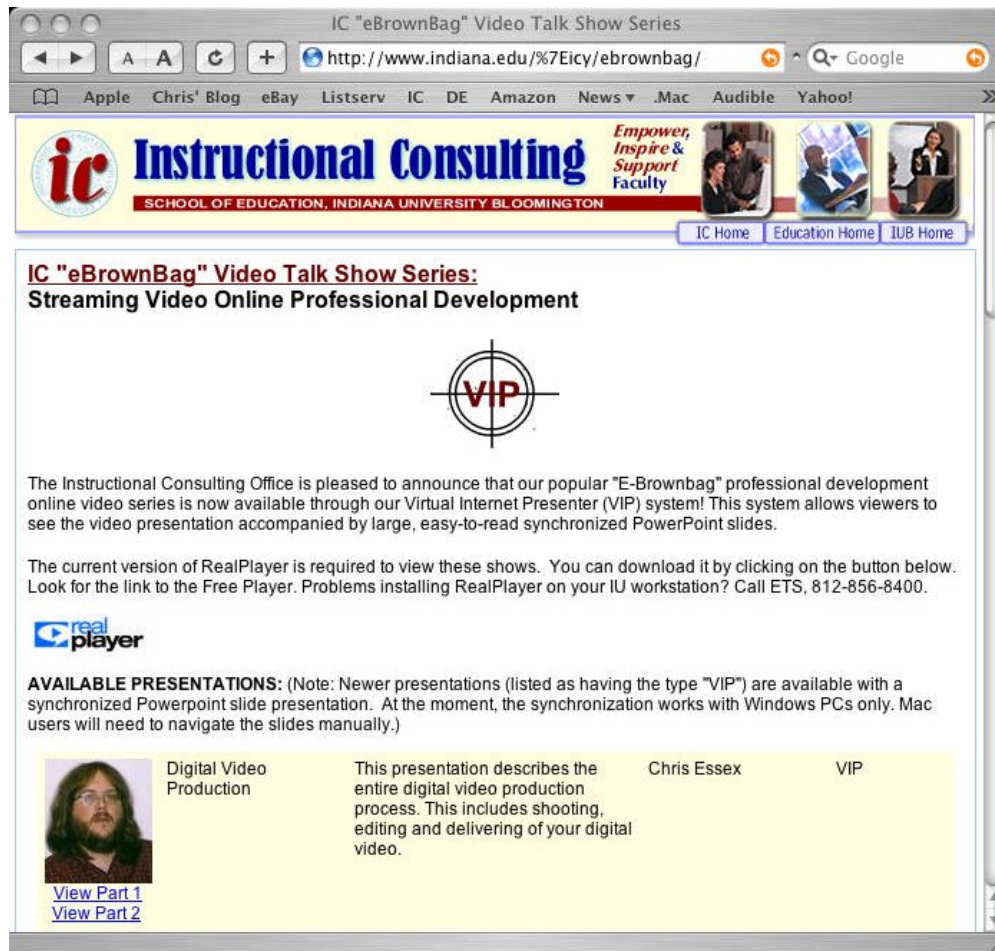 IC "eBrownBag" Video Talk Show Series
A A + http://www.indiana.edu/%7Eicy/ebrownbag/ Google
Apple Chris' Blog eBay Listserv IC DE Amazon News .Mac Audible Yahoo!
ic
Instructional Consulting
SCHOOL OF EDUCATION, INDIANA UNIVERSITY BLOOMINGTON
Empower,
Inspire &
Support
Faculty
IC Home Education Home IUB Home
IC "eBrownBag" Video Talk Show Series:
Streaming Video Online Professional Development
VIP
The Instructional Consulting Office is pleased to announce that our popular "E-Brownbag" professional development
online video series is now available through our Virtual Internet Presenter (VIP) system! This system allows viewers to
see the video presentation accompanied by large, easy-to-read synchronized PowerPoint slides.
The current version of RealPlayer is required to view these shows. You can download it by clicking on the button below.
Look for the link to the Free Player. Problems installing RealPlayer on your IU workstation? Call ETS, 812-856-8400.
real
player
AVAILABLE PRESENTATIONS: (Note: Newer presentations (listed as having the type "VIP") are available with a
synchronized Powerpoint slide presentation. At the moment, the synchronization works with Windows PCs only. Mac
users will need to navigate the slides manually.)
View Part 1
View Part 2
Digital Video
Production
This presentation describes the
entire digital video production
process. This includes shooting,
editing and delivering of your digital
video.
Chris Essex
VIP